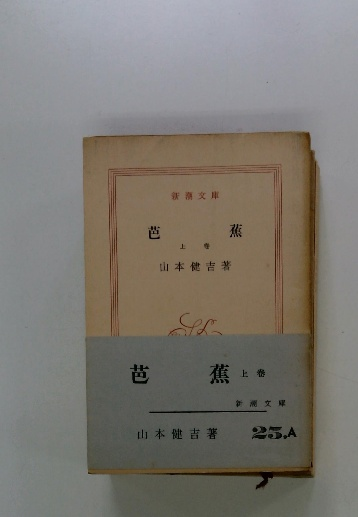 新潮文庫
芭蕉
上巻
山本健吉著
芭蕉 上巻
新潮文庫
山本健吉著 25.A